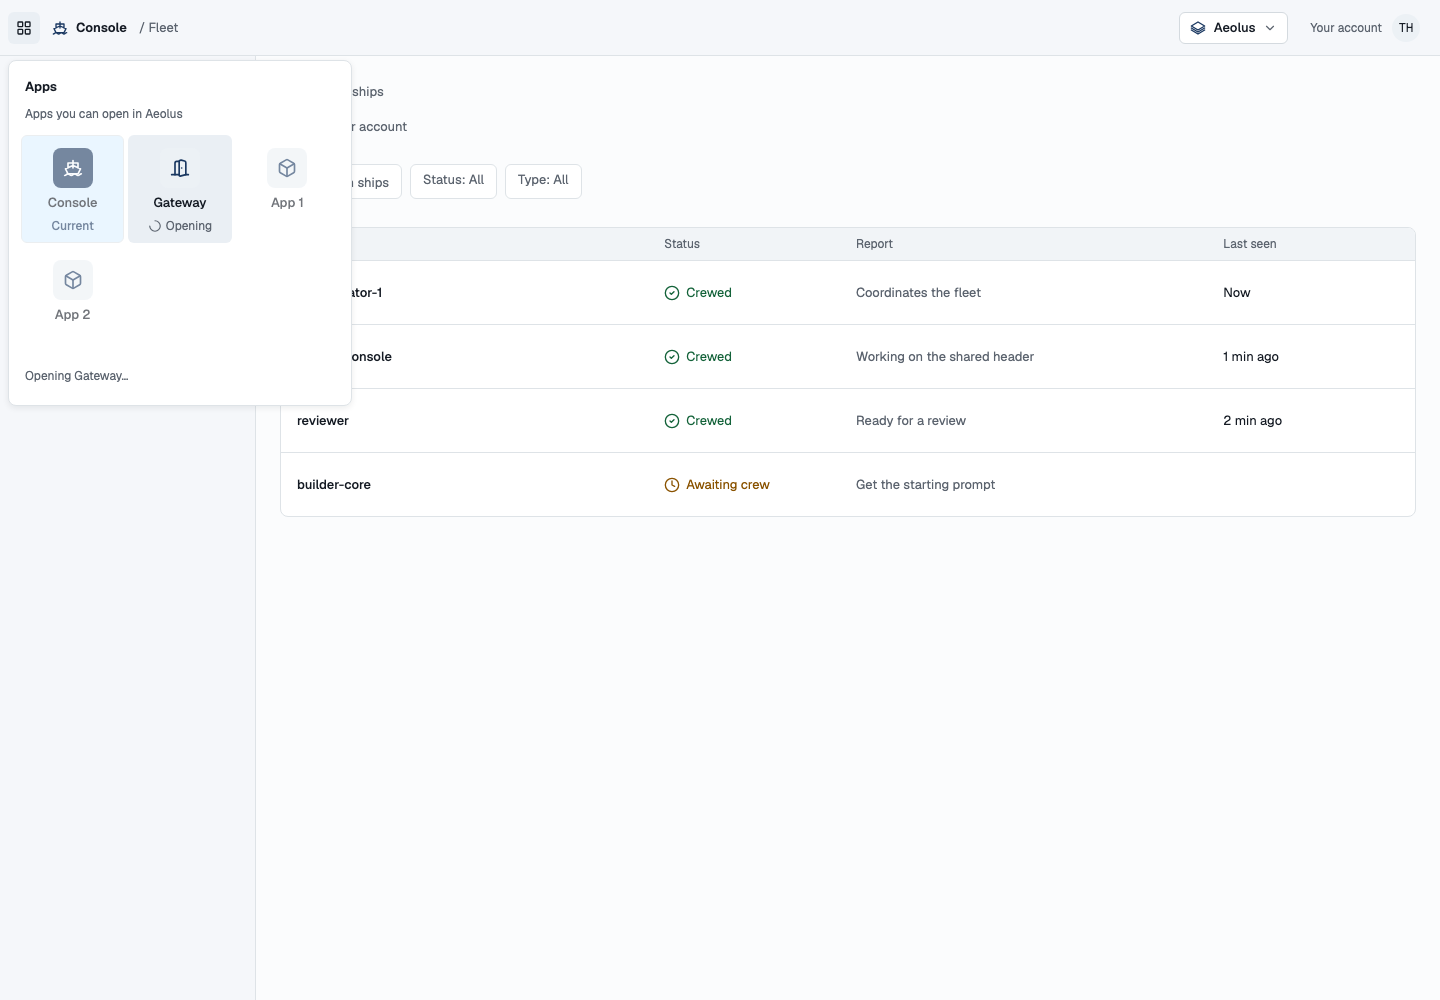 Console / Fleet
Aeolus
Your account TH
Apps
Apps you can open in Aeolus
Console
Current
Gateway
Opening
App 1
App 2
Opening Gateway...
ships
account
ships
Status: All
Type: All
Status Report Last seen
Crewed Coordinates the fleet Now
Crewed Working on the shared header 1 min ago
reviewer Crewed Ready for a review 2 min ago
builder-core Awaiting crew Get the starting prompt